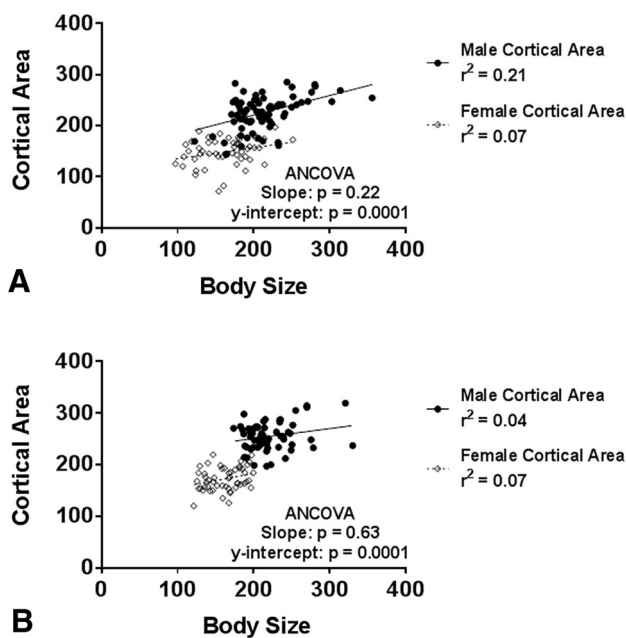 400
300
200
100
0
Cortical Area
0 100 200 300 400
Body Size
ANCOVA
Slope: p = 0.22
y-intercept: p = 0.0001
Male Cortical Area
r² = 0.21
Female Cortical Area
r² = 0.07
A
400
300
200
100
0
Cortical Area
0 100 200 300 400
Body Size
ANCOVA
Slope: p = 0.63
y-intercept: p = 0.0001
Male Cortical Area
r² = 0.04
Female Cortical Area
r² = 0.07
B